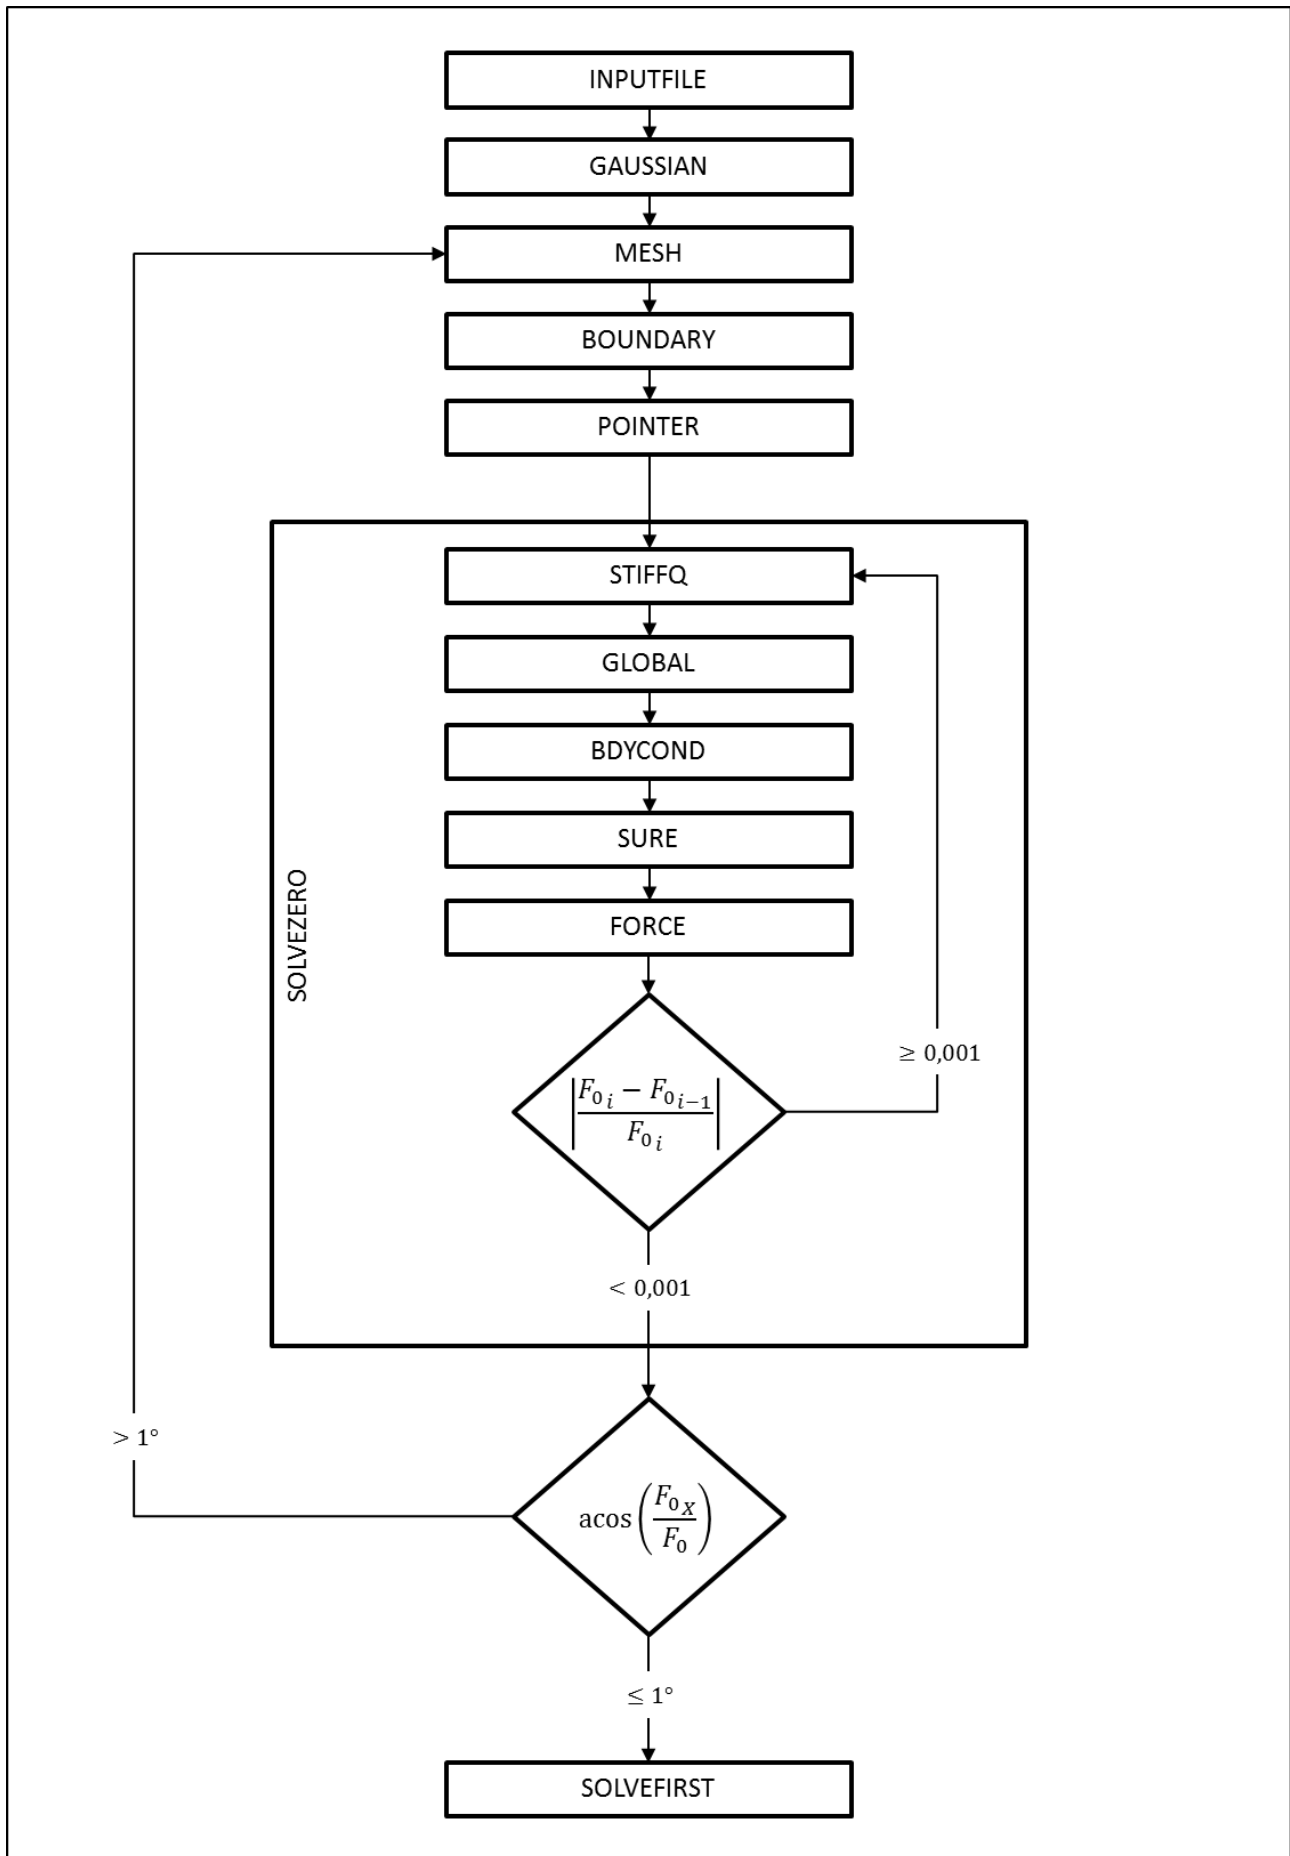 INPUTFILE
GAUSSIAN
MESH
BOUNDARY
POINTER
STIFFQ
GLOBAL
BDYCOND
SURE
FORCE
SOLVEZERO
≥ 0,001
|F₀ᵢ − F₀ᵢ₋₁ / F₀ᵢ|
< 0,001
> 1°
acos(F₀X / F₀)
≤ 1°
SOLVEFIRST